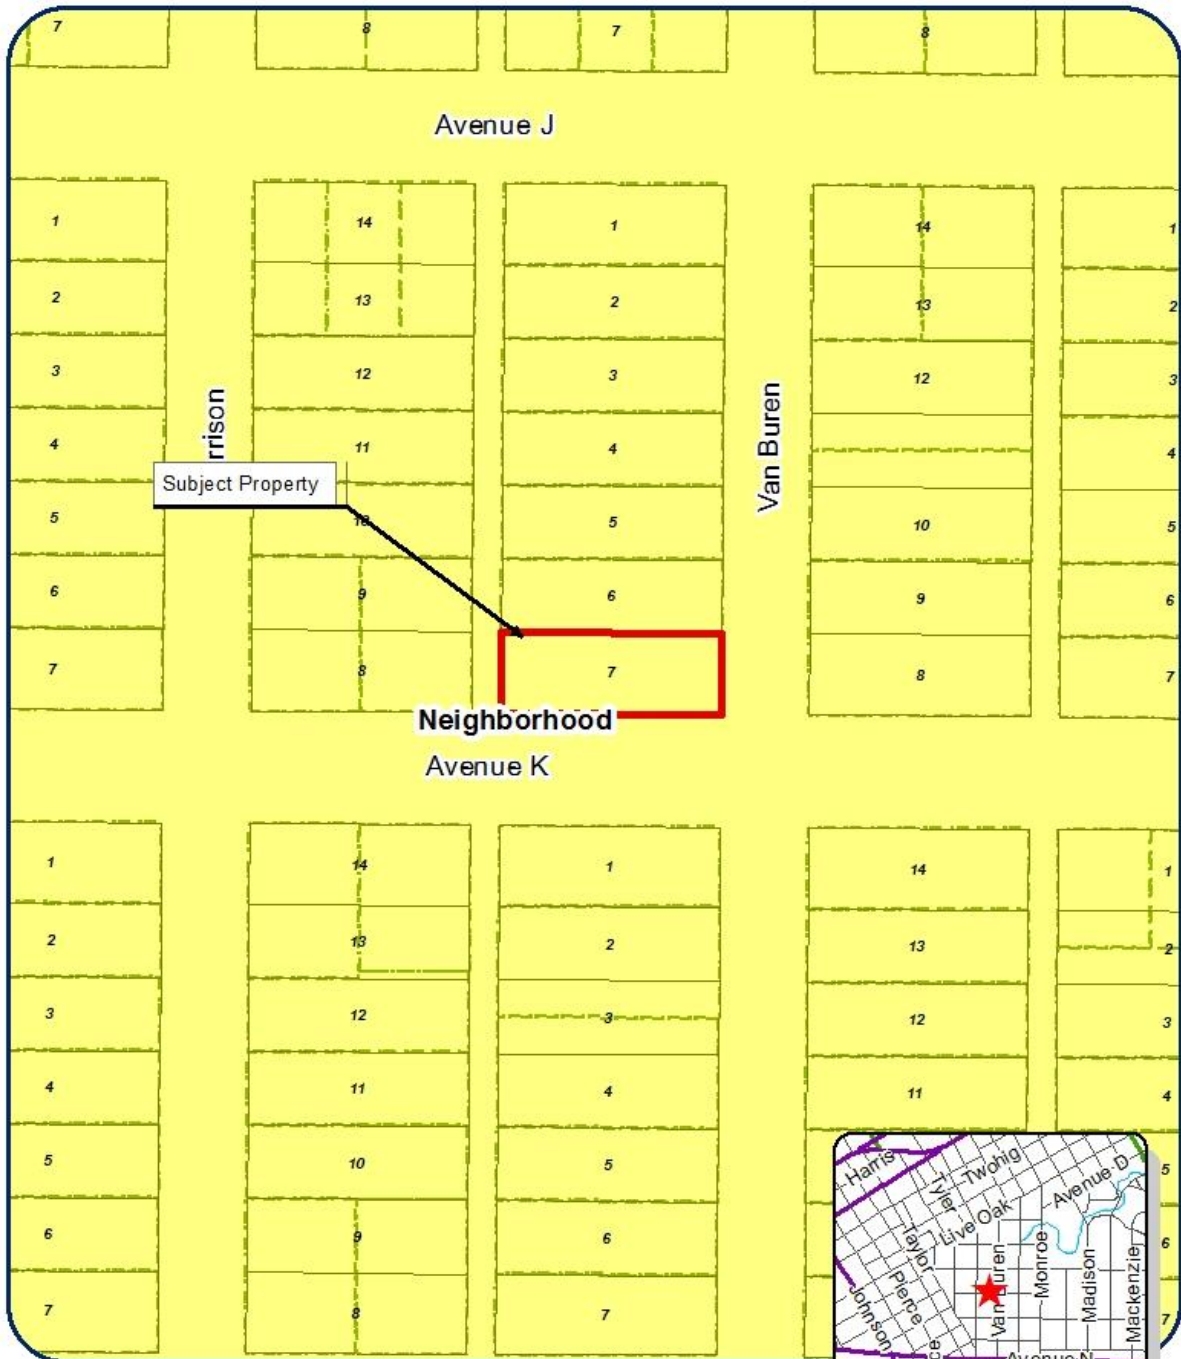 7 8 7 8
Avenue J
1 14 1 14 1
2 13 2 13 2
3 12 3 12 3
rrison
Van Buren
4 11 4 4
Subject Property
5 10 5 10 5
6 9 6 9 6
7 8 7 8 7
Neighborhood
Avenue K
1 14 1 14 1
2 13 2 13 2
3 12 3 12 3
4 11 4 11 4
5 10 5 5
6 9 6 6
7 8 7 7
Harris
Twohig
Tyler
Avenue D
Live Oak
Taylor
Pierce
Johnson
Van Buren
Monroe
Madison
Mackenzie
ce
Avenue N